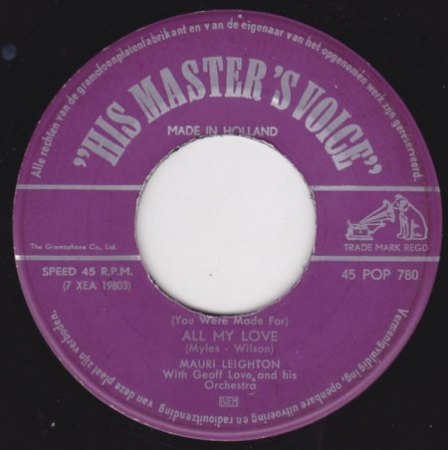 Alle rechten van de grammofoonplatenfabrikant en van de eigenaar van het opgenomen werk zijn gereserveerd.
"HIS MASTER'S VOICE"
MADE IN HOLLAND
The Gramophone Co., Ltd.
TRADE MARK REGD
SPEED 45 R.P.M.
45 POP 780
(7 XEA 19803)
(You Were Made For)
ALL MY LOVE
(Myles - Wilson)
MAURI LEIGHTON
With Geoff Love and his
Orchestra
BIEM
Vermenigvuldiging, openbare uitvoering en radiouitzending van deze plaat zijn verboden.